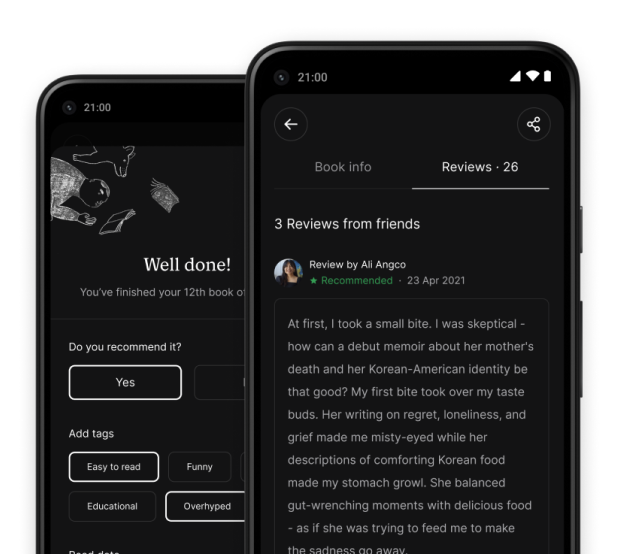 21:00
Well done!
You've finished your 12th book
Do you recommend it?
Yes
Add tags
Easy to read
Funny
Educational
Overhyped
Read date
21:00
Book info
Reviews · 26
3 Reviews from friends
Review by Ali Angco
★ Recommended · 23 Apr 2021
At first, I took a small bite. I was skeptical -
how can a debut memoir about her mother's
death and her Korean-American identity be
that good? My first bite took over my taste
buds. Her writing on regret, loneliness, and
grief made me misty-eyed while her
descriptions of comforting Korean food
made my stomach growl. She balanced
gut-wrenching moments with delicious food
- as if she was trying to feed me to make
the sadness go away.